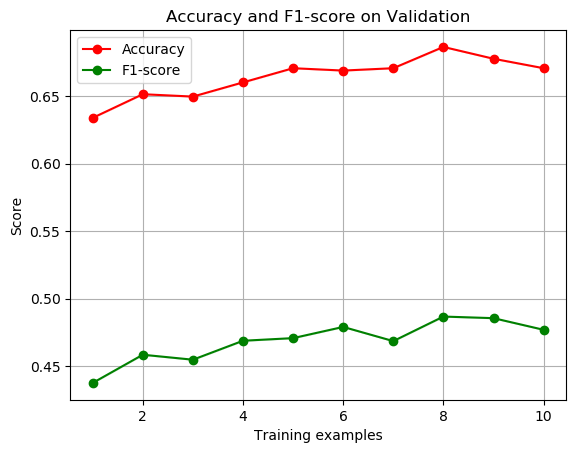 Accuracy and F1-score on Validation
Accuracy
F1-score
0.65
0.60
0.55
0.50
0.45
Score
2 4 6 8 10
Training examples